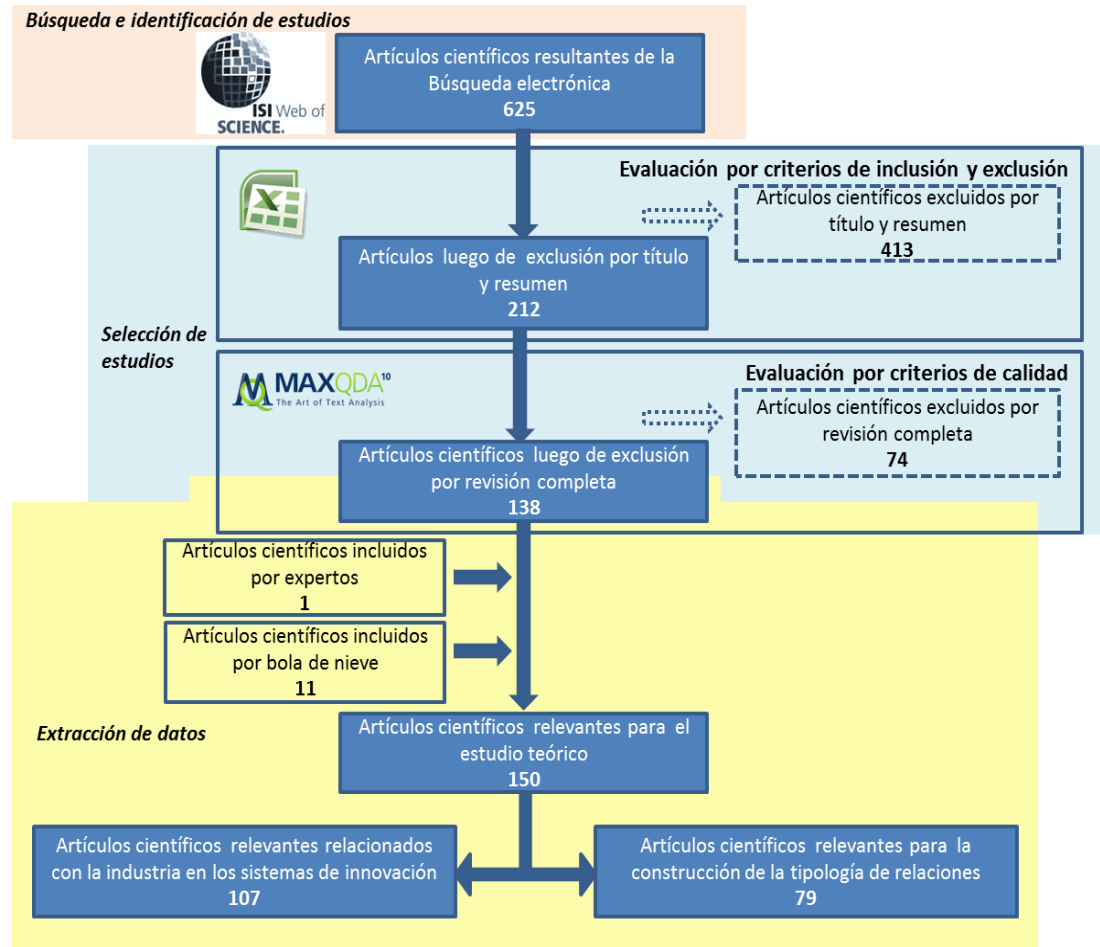 Búsqueda e identificación de estudios
ISI Web of
SCIENCE.
Artículos científicos resultantes de la
Búsqueda electrónica
625
Evaluación por criterios de inclusión y exclusión
Artículos científicos excluidos por
título y resumen
413
Artículos luego de exclusión por título
y resumen
212
Selección de
estudios
MAXQDA10
The Art of Text Analysis
Evaluación por criterios de calidad
Artículos científicos excluidos por
revisión completa
74
Artículos científicos luego de exclusión
por revisión completa
138
Artículos científicos incluidos
por expertos
1
Artículos científicos incluidos
por bola de nieve
11
Extracción de datos
Artículos científicos relevantes para el
estudio teórico
150
Artículos científicos relevantes relacionados
con la industria en los sistemas de innovación
107
Artículos científicos relevantes para la
construcción de la tipología de relaciones
79